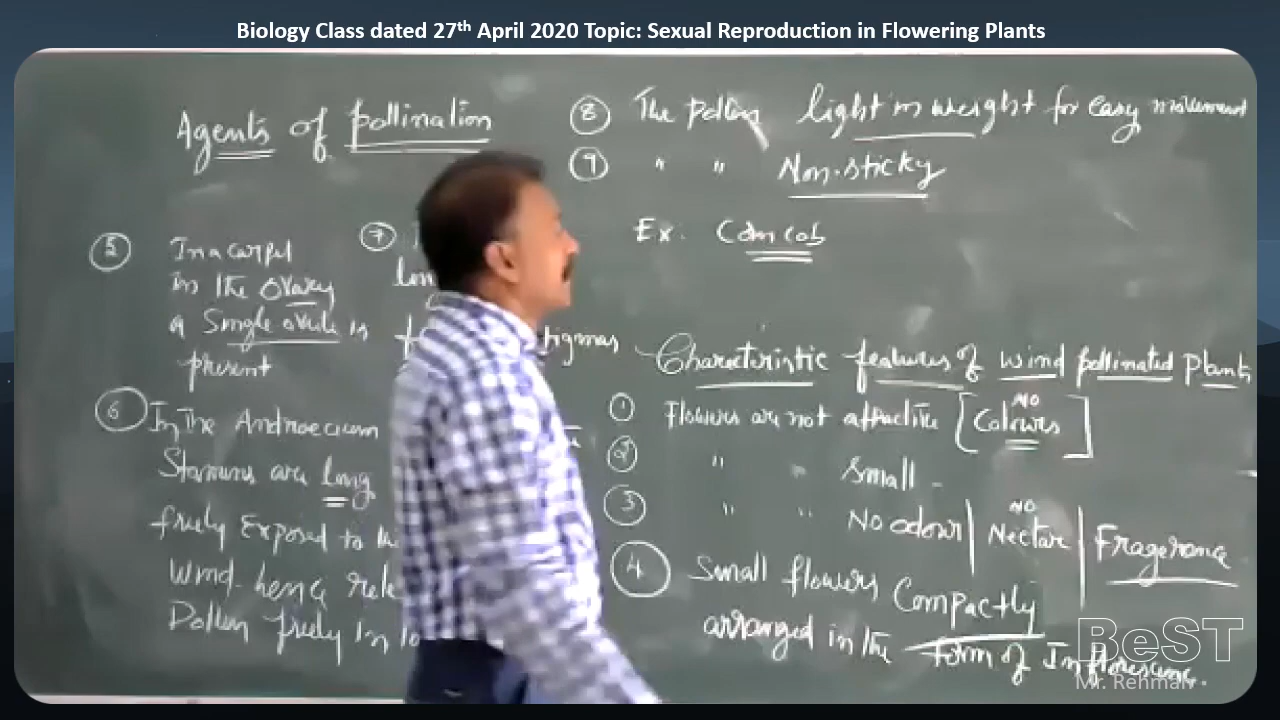 Biology Class dated 27th April 2020 Topic: Sexual Reproduction in Flowering Plants
Agents of pollination
5 In a carpel
in the ovary
a Single ovule is
present
6 In The Androecium
Stamens are long
freely Exposed to the
Wind. hence
Pollen freely in to
7
stigmas
8 The pollen light in weight for easy movement
9 " " Non-sticky
Ex. Corn cob
Characteristic features of wind pollinated plants
1 Flowers are not attractive [No Colours]
2 " " Small -
3 " " No odour | No Nectar | Fragerance
4 Small flowers Compactly
arranged in the form of Inflorescence
BeST
Mr. Rehman